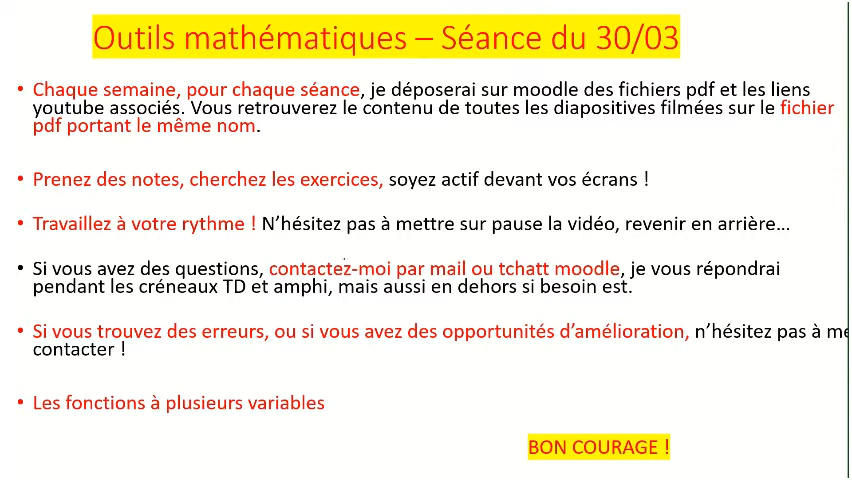 Outils mathématiques – Séance du 30/03
• Chaque semaine, pour chaque séance, je déposerai sur moodle des fichiers pdf et les liens
youtube associés. Vous retrouverez le contenu de toutes les diapositives filmées sur le fichier
pdf portant le même nom.
• Prenez des notes, cherchez les exercices, soyez actif devant vos écrans !
• Travaillez à votre rythme ! N’hésitez pas à mettre sur pause la vidéo, revenir en arrière…
• Si vous avez des questions, contactez-moi par mail ou tchatt moodle, je vous répondrai
pendant les créneaux TD et amphi, mais aussi en dehors si besoin est.
• Si vous trouvez des erreurs, ou si vous avez des opportunités d’amélioration, n’hésitez pas à me
contacter !
• Les fonctions à plusieurs variables
BON COURAGE !